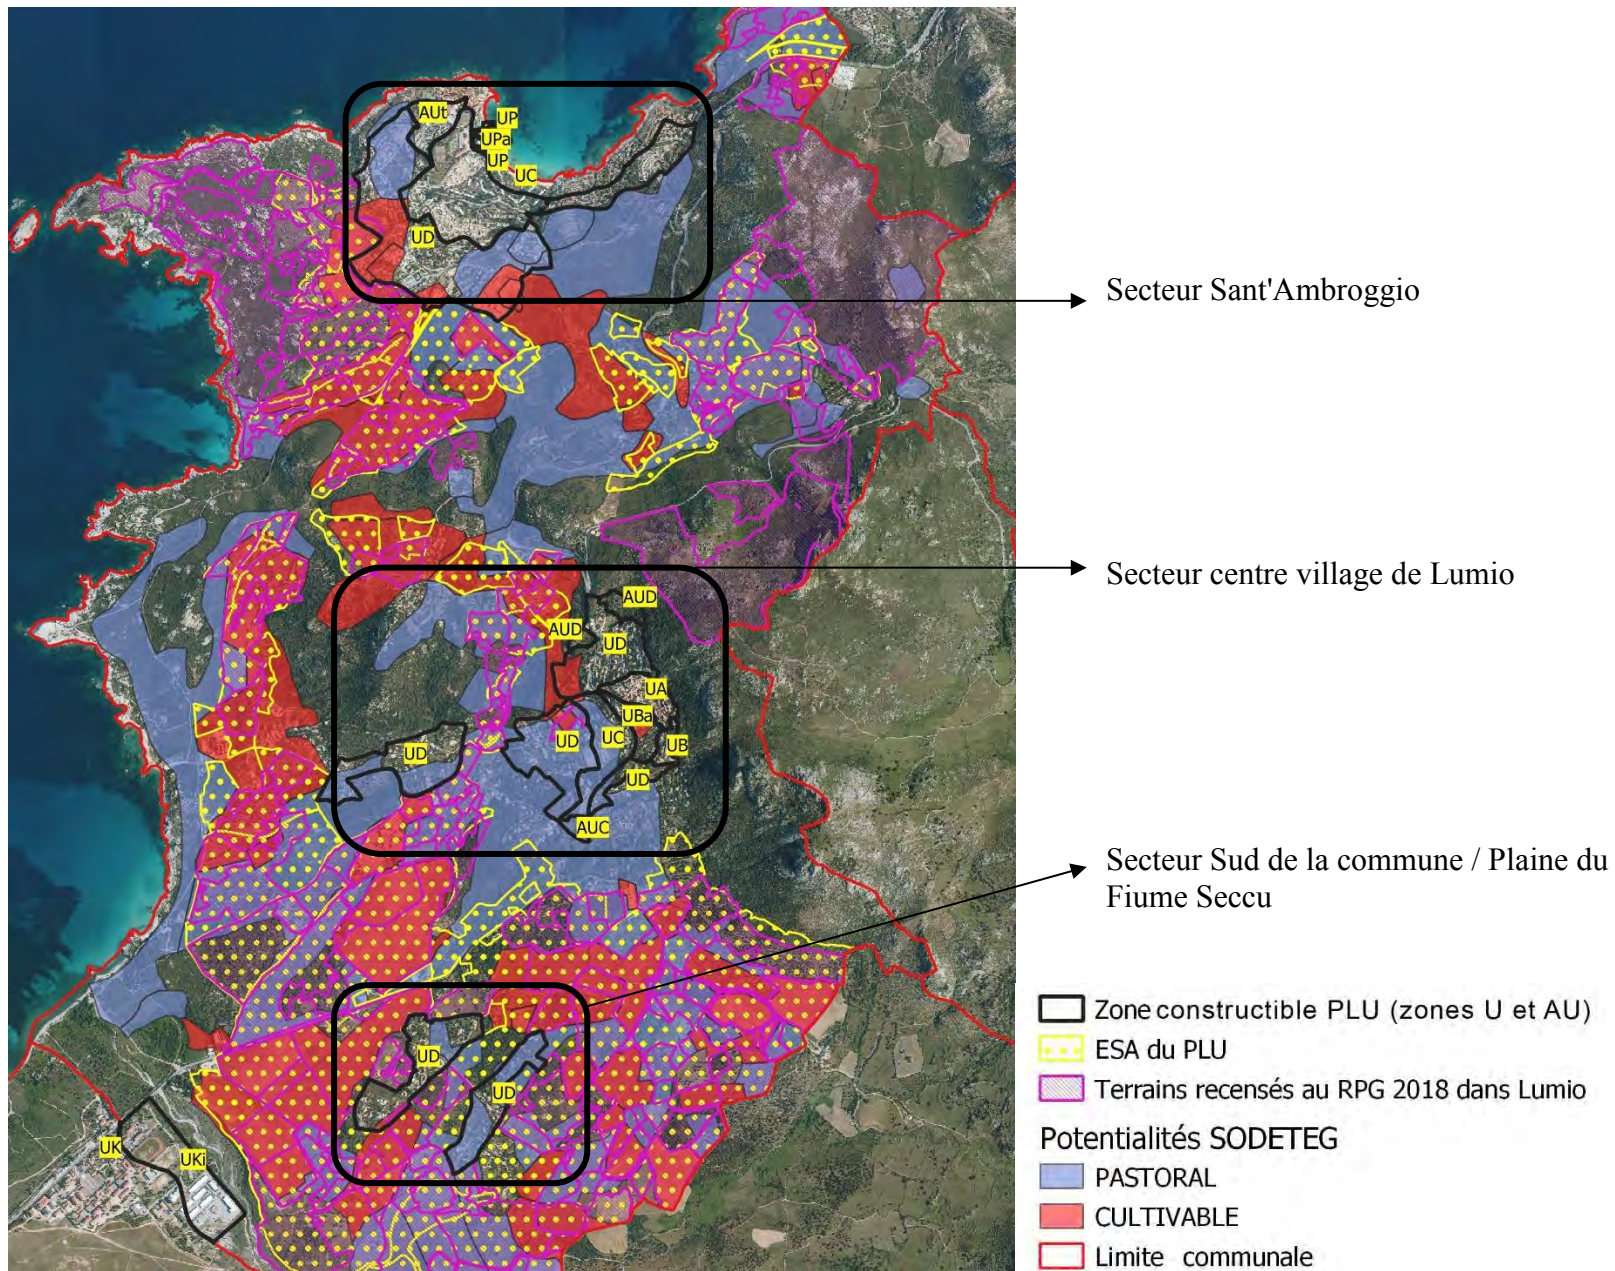 AUt
UP
UPa
UP
UC
UD
Secteur Sant'Ambroggio
Secteur centre village de Lumio
AUD
AUD
UD
UA
UBa
UD
UC
UB
UD
UD
AUC
Secteur Sud de la commune / Plaine du
Fiume Seccu
UD
UD
UK
UKi
Zone constructible PLU (zones U et AU)
ESA du PLU
Terrains recensés au RPG 2018 dans Lumio
Potentialités SODETEG
PASTORAL
CULTIVABLE
Limite communale